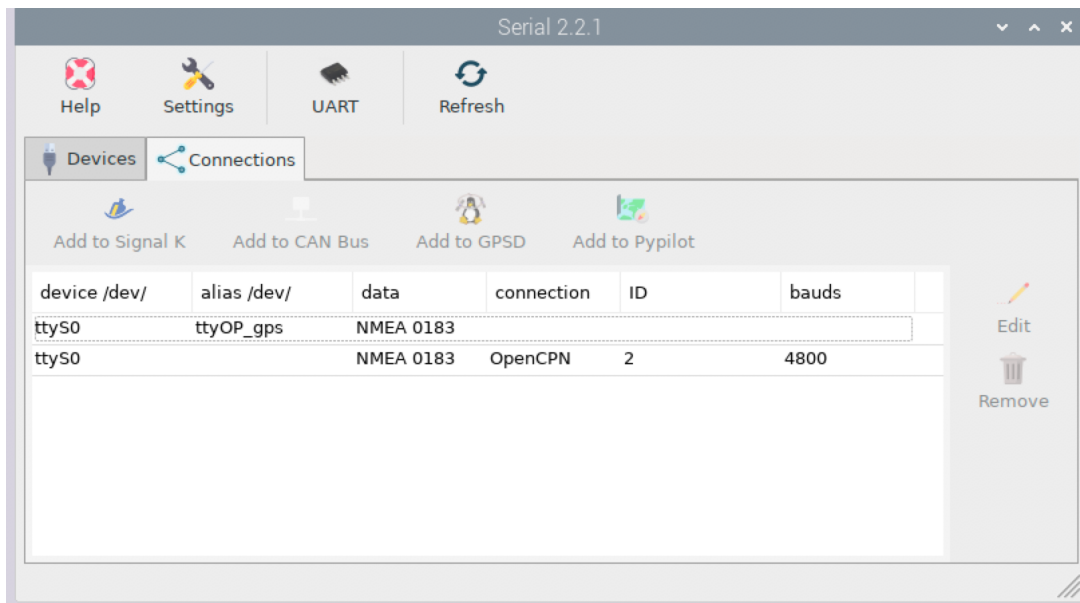 Serial 2.2.1
Help Settings UART Refresh
Devices Connections
Add to Signal K Add to CAN Bus Add to GPSD Add to Pypilot
device /dev/ alias /dev/ data connection ID bauds
ttyS0 ttyOP_gps NMEA 0183
ttyS0 NMEA 0183 OpenCPN 2 4800
Edit
Remove